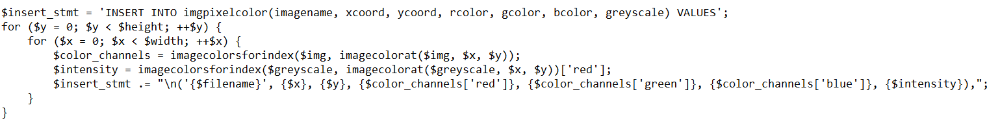 $insert_stmt = 'INSERT INTO imgpixelcolor(imagename, xcoord, ycoord, rcolor, gcolor, bcolor, greyscale) VALUES';
for ($y = 0; $y < $height; ++$y) {
    for ($x = 0; $x < $width; ++$x) {
        $color_channels = imagecolorsforindex($img, imagecolorat($img, $x, $y));
        $intensity = imagecolorsforindex($greyscale, imagecolorat($greyscale, $x, $y))['red'];
        $insert_stmt .= "\n('{$filename}', {$x}, {$y}, {$color_channels['red']}, {$color_channels['green']}, {$color_channels['blue']}, {$intensity}),";
    }
}